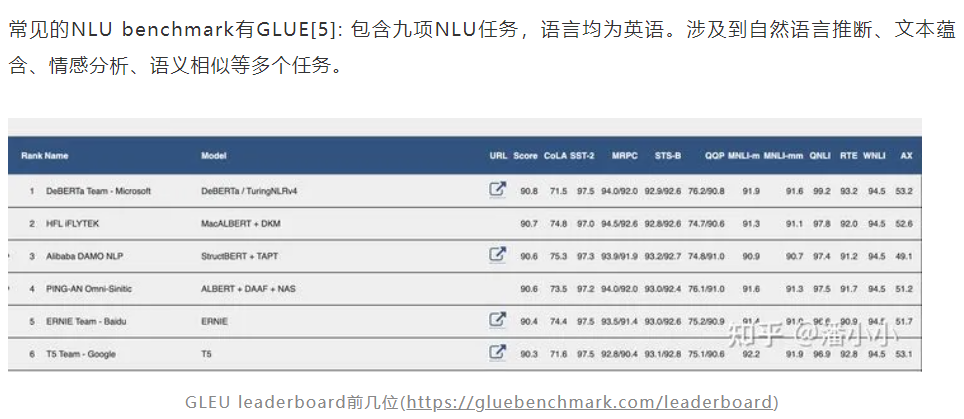 常见的NLU benchmark有GLUE[5]: 包含九项NLU任务，语言均为英语。涉及到自然语言推断、文本蕴
含、情感分析、语义相似等多个任务。
Rank Name Model URL Score CoLA SST-2 MRPC STS-B QQP MNLI-m MNLI-mm QNLI RTE WNLI AX
1 DeBERTa Team - Microsoft DeBERTa / TuringNLRv4 90.8 71.5 97.5 94.0/92.0 92.9/92.6 76.2/90.8 91.9 91.6 99.2 93.2 94.5 53.2
2 HFL iFLYTEK MacALBERT + DKM 90.7 74.8 97.0 94.5/92.6 92.8/92.6 74.7/90.6 91.3 91.1 97.8 92.0 94.5 52.6
3 Alibaba DAMO NLP StructBERT + TAPT 90.6 75.3 97.3 93.9/91.9 93.2/92.7 74.8/91.0 90.9 90.7 97.4 91.2 94.5 49.1
4 PING-AN Omni-Sinitic ALBERT + DAAF + NAS 90.6 73.5 97.2 94.0/92.0 93.0/92.4 76.1/91.0 91.6 91.3 97.5 91.7 94.5 51.2
5 ERNIE Team - Baidu ERNIE 90.4 74.4 97.5 93.5/91.4 93.0/92.6 75.2/90.9 91.4 90.9 94.5 51.7
知乎 @潘小小
6 T5 Team - Google T5 90.3 71.6 97.5 92.8/90.4 93.1/92.8 75.1/90.6 92.2 91.9 96.9 92.8 94.5 53.1
GLEU leaderboard前几位(https://gluebenchmark.com/leaderboard)